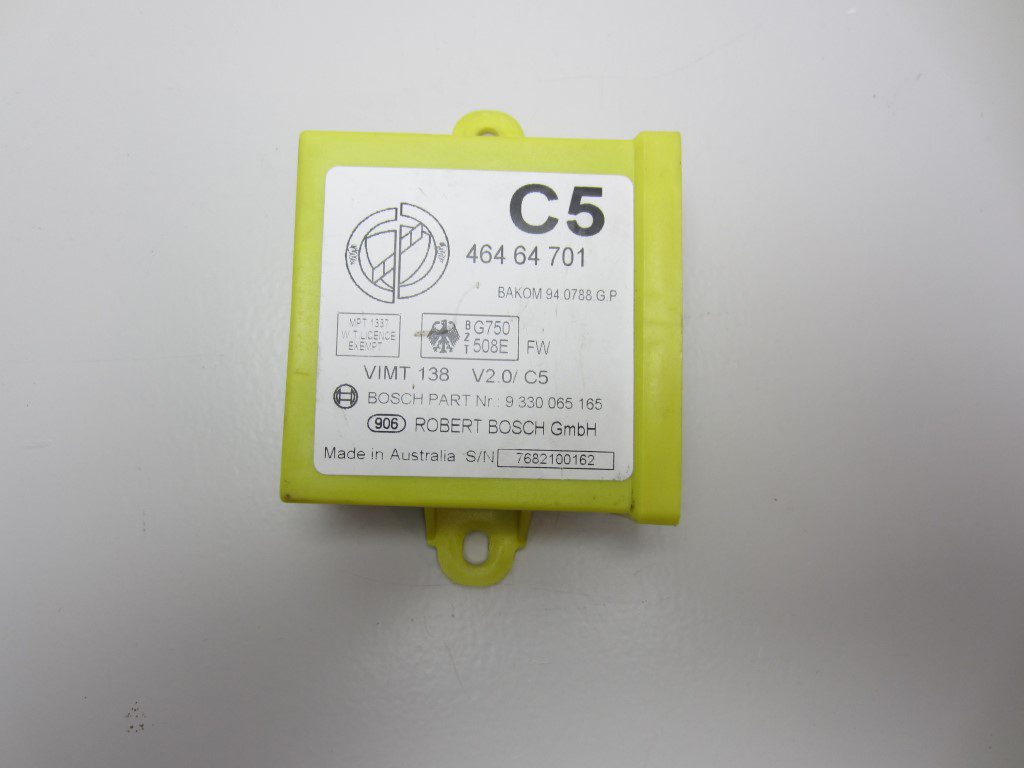 C5
464 64 701
BAKOM 94 0788 G P
MPT 1337
W T LICENCE
EXEMPT
BZT
G750
508E
FW
VIMT 138 V2.0/ C5
BOSCH PART Nr.: 9 330 065 165
906 ROBERT BOSCH GmbH
Made in Australia S/N 7682100162